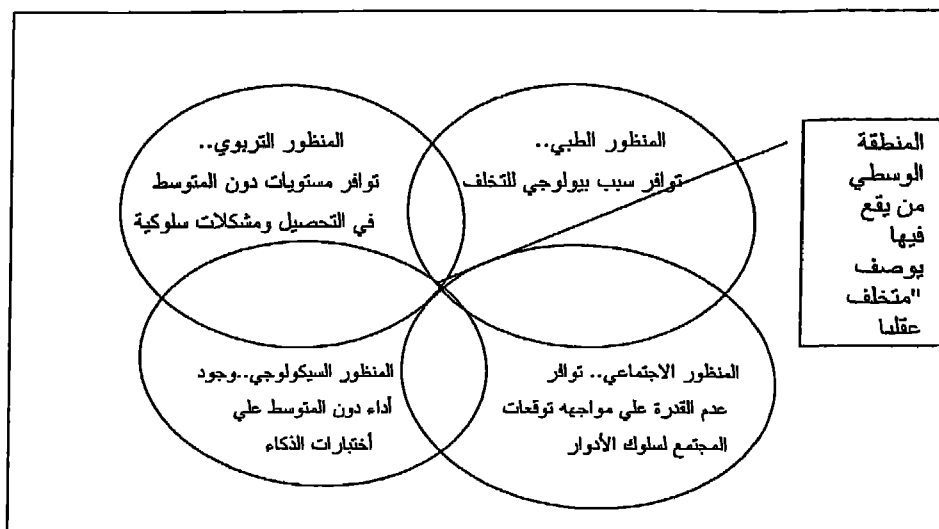 المنظور التربوي..
توافر مستويات دون المتوسط
في التحصيل ومشكلات سلوكية
المنظور الطبي..
توافر سبب بيولوجي للتخلف
المنطقة
الوسطي
من يقع
فيها
يوصف
"متخلف
عقليا
المنظور السيكولوجي..وجود
أداء دون المتوسط علي
أختبارات الذكاء
المنظور الاجتماعي.. توافر
عدم القدرة علي مواجهه توقعات
المجتمع لسلوك الأدوار